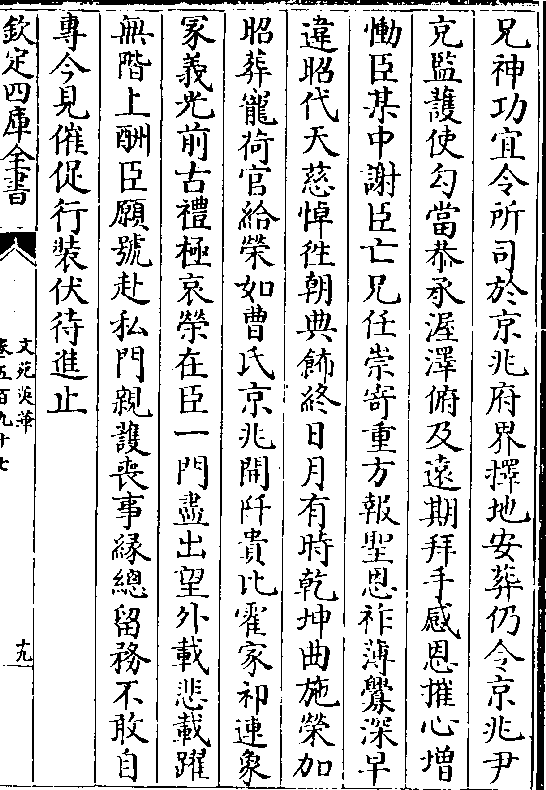 兄神功宜令所司於京兆府界擇地安葬仍令京兆尹
充監護使勾當恭承渥澤俯及遠期拜手感恩摧心增
慟臣某中謝臣亡兄任崇寄重方報聖恩祚薄釁深早
違昭代天慈悼徃朝典飾終日月有時乾坤曲施榮加
昭葬寵荷官給榮如曹氏京兆開阡貴比霍家祁連象
冢義光前古禮極哀榮在臣一門盡出望外載悲載躍
無階上酬臣願號赴私門親護喪事縁總留務不敢自
專今見催促行裝伏待進止
欽定四庫全書
文苑英華
卷五百九十七
十九